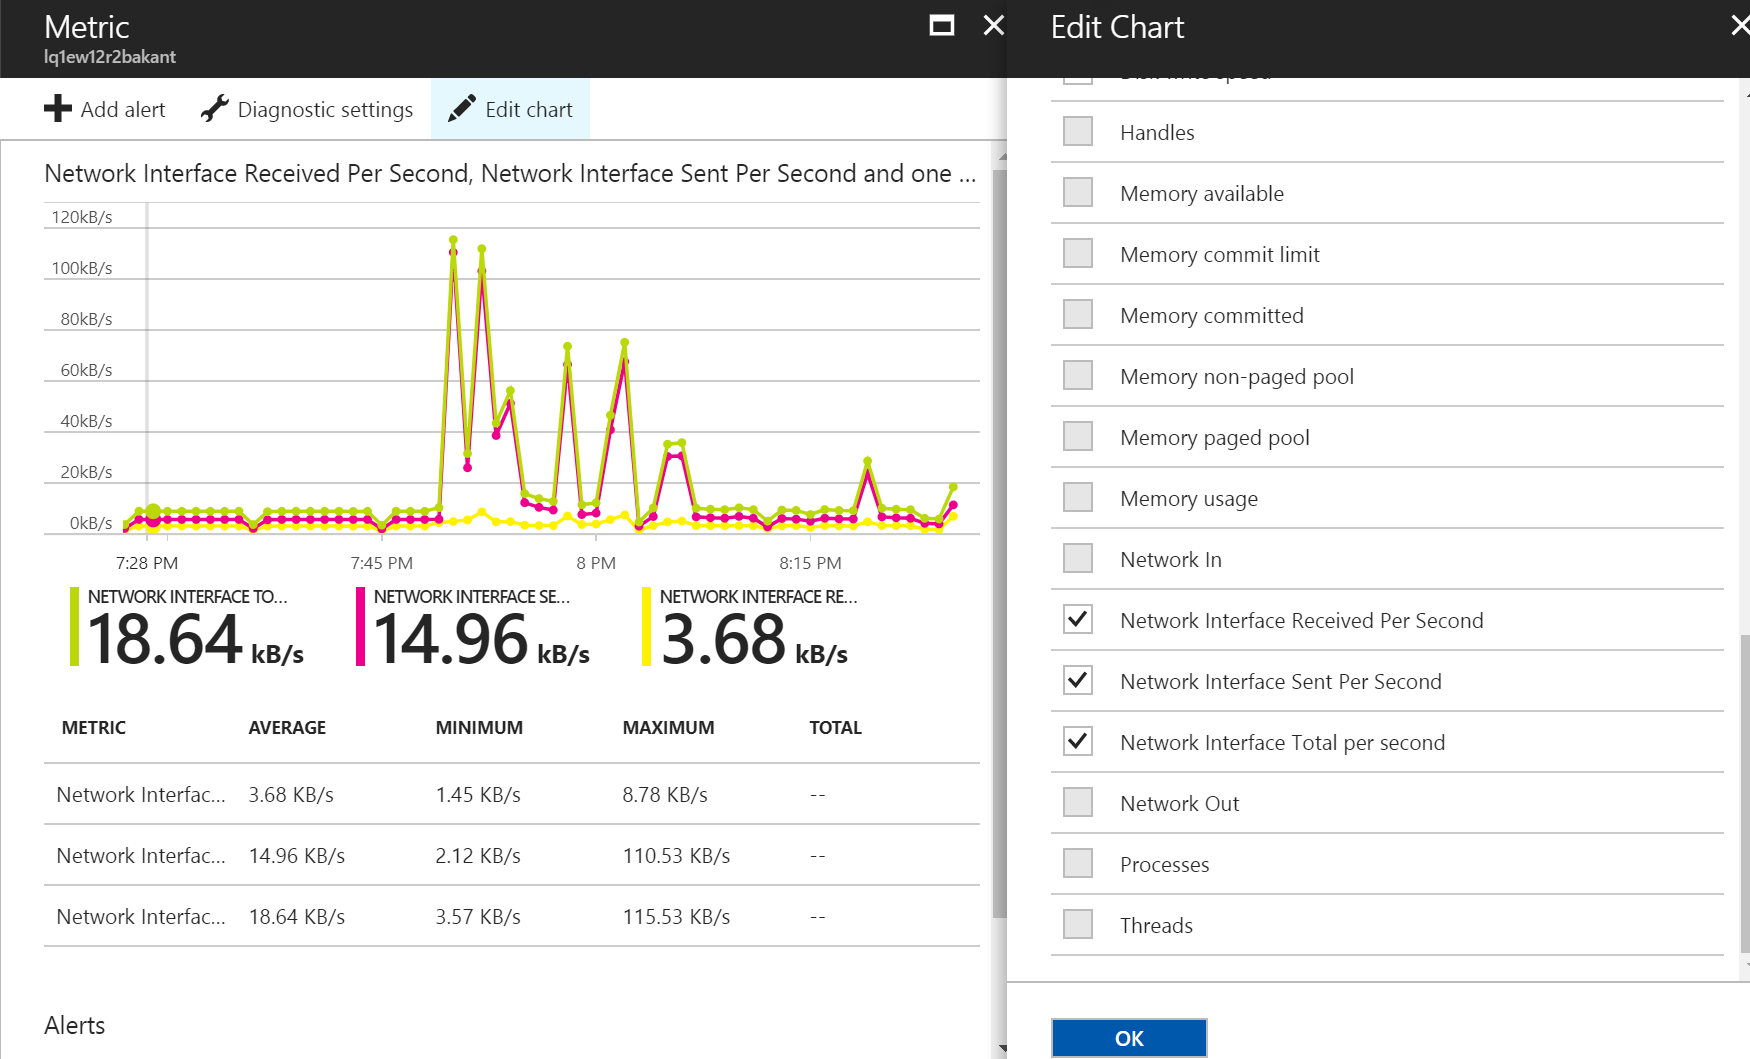 Metric
lq1ew12r2bakant
Add alert
Diagnostic settings
Edit chart
Network Interface Received Per Second, Network Interface Sent Per Second and one ...
120kB/s
100kB/s
80kB/s
60kB/s
40kB/s
20kB/s
0kB/s
7:28 PM 7:45 PM 8 PM 8:15 PM
NETWORK INTERFACE TO...
18.64 kB/s
NETWORK INTERFACE SE...
14.96 kB/s
NETWORK INTERFACE RE...
3.68 kB/s
METRIC AVERAGE MINIMUM MAXIMUM TOTAL
Network Interfac... 3.68 KB/s 1.45 KB/s 8.78 KB/s --
Network Interfac... 14.96 KB/s 2.12 KB/s 110.53 KB/s --
Network Interfac... 18.64 KB/s 3.57 KB/s 115.53 KB/s --
Alerts
Edit Chart
Disk write speed
Handles
Memory available
Memory commit limit
Memory committed
Memory non-paged pool
Memory paged pool
Memory usage
Network In
Network Interface Received Per Second
Network Interface Sent Per Second
Network Interface Total per second
Network Out
Processes
Threads
OK